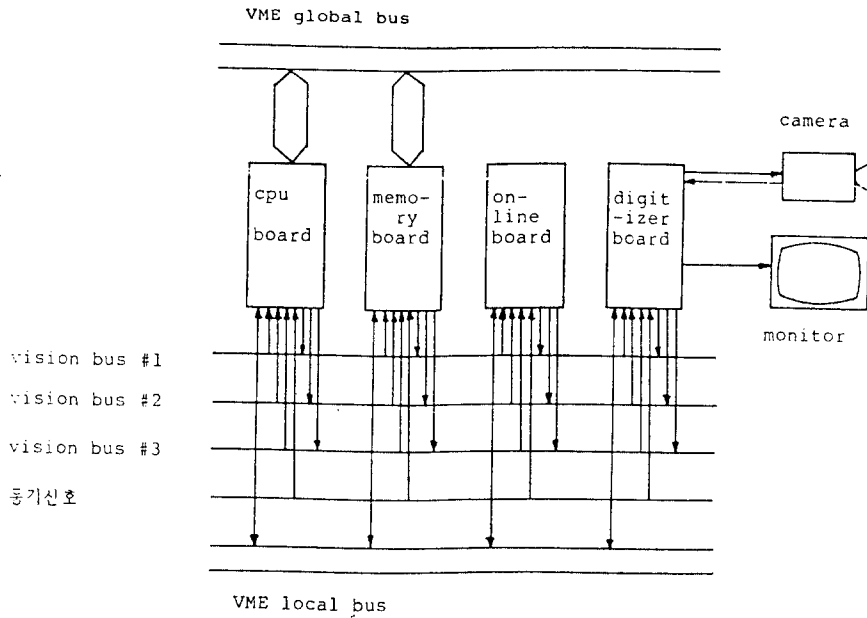 VME global bus
camera
cpu
board
memo-
ry
board
on-
line
board
digit
-izer
board
monitor
vision bus #1
vision bus #2
vision bus #3
동기신호
VME local bus